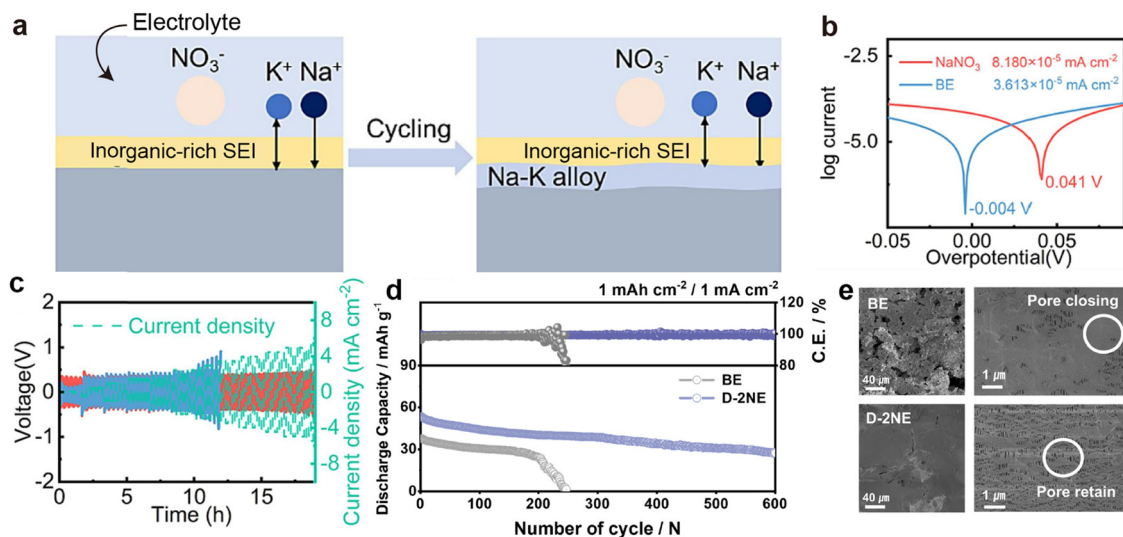 a
Electrolyte
NO₃⁻
K⁺
Na⁺
Inorganic-rich SEI
Cycling
NO₃⁻
K⁺
Na⁺
Inorganic-rich SEI
Na-K alloy
b
log current
-2.5
-5.0
NaNO₃ 8.180×10⁻⁵ mA cm⁻²
BE 3.613×10⁻⁵ mA cm⁻²
0.041 V
-0.004 V
-0.05 0.00 0.05
Overpotential(V)
c
Voltage(V)
2
1
0
-1
-2
Current density
8
4
0
-4
-8
Current density (mA cm⁻²)
0 5 10 15
Time (h)
d
1 mAh cm⁻² / 1 mA cm⁻²
120
100
80
C.E. / %
Discharge Capacity / mAh g⁻¹
90
60
30
0
BE
D-2NE
0 100 200 300 400 500 600
Number of cycle / N
e
BE
40 ㎛
Pore closing
1 ㎛
D-2NE
40 ㎛
Pore retain
1 ㎛